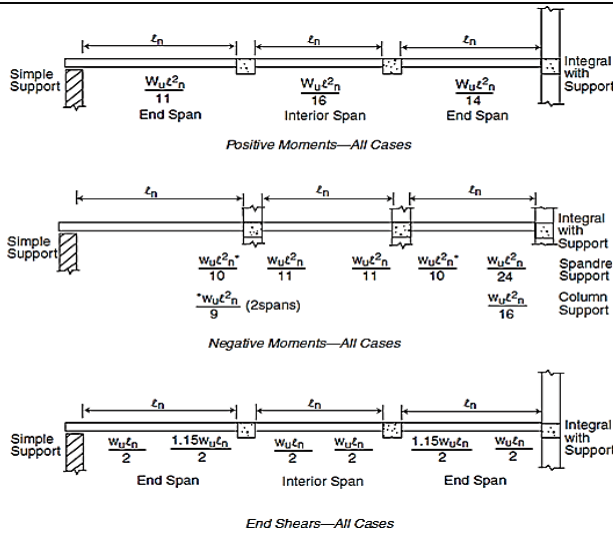 ℓn ℓn ℓn
Simple Support
Integral with Support
Wuℓ²n/11 Wuℓ²n/16 Wuℓ²n/14
End Span Interior Span End Span
Positive Moments—All Cases
ℓn ℓn ℓn
Simple Support
Integral with Support
wuℓ²n*/10 wuℓ²n/11 wuℓ²n/11 wuℓ²n*/10 wuℓ²n/24 Spandre Support
*wuℓ²n/9 (2spans) wuℓ²n/16 Column Support
Negative Moments—All Cases
ℓn ℓn ℓn
Simple Support
Integral with Support
wuℓn/2 1.15wuℓn/2 wuℓn/2 wuℓn/2 1.15wuℓn/2 wuℓn/2
End Span Interior Span End Span
End Shears—All Cases